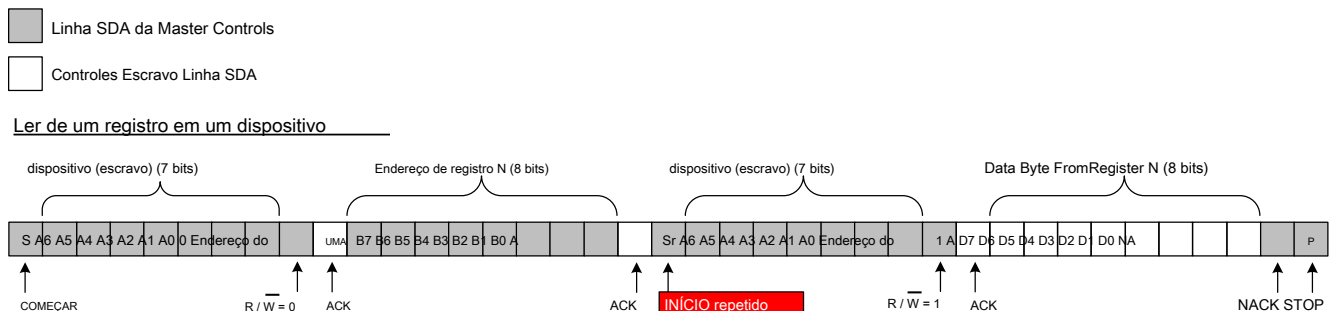 Linha SDA da Master Controls
Controles Escravo Linha SDA
Ler de um registro em um dispositivo
dispositivo (escravo) (7 bits) Endereço de registro N (8 bits) dispositivo (escravo) (7 bits) Data Byte FromRegister N (8 bits)
S A6 A5 A4 A3 A2 A1 A0 0 Endereço do UMA B7 B6 B5 B4 B3 B2 B1 B0 A Sr A6 A5 A4 A3 A2 A1 A0 Endereço do 1 A D7 D6 D5 D4 D3 D2 D1 D0 NA P
COMEÇAR R / W = 0 ACK ACK INÍCIO repetido R / W = 1 ACK NACK STOP